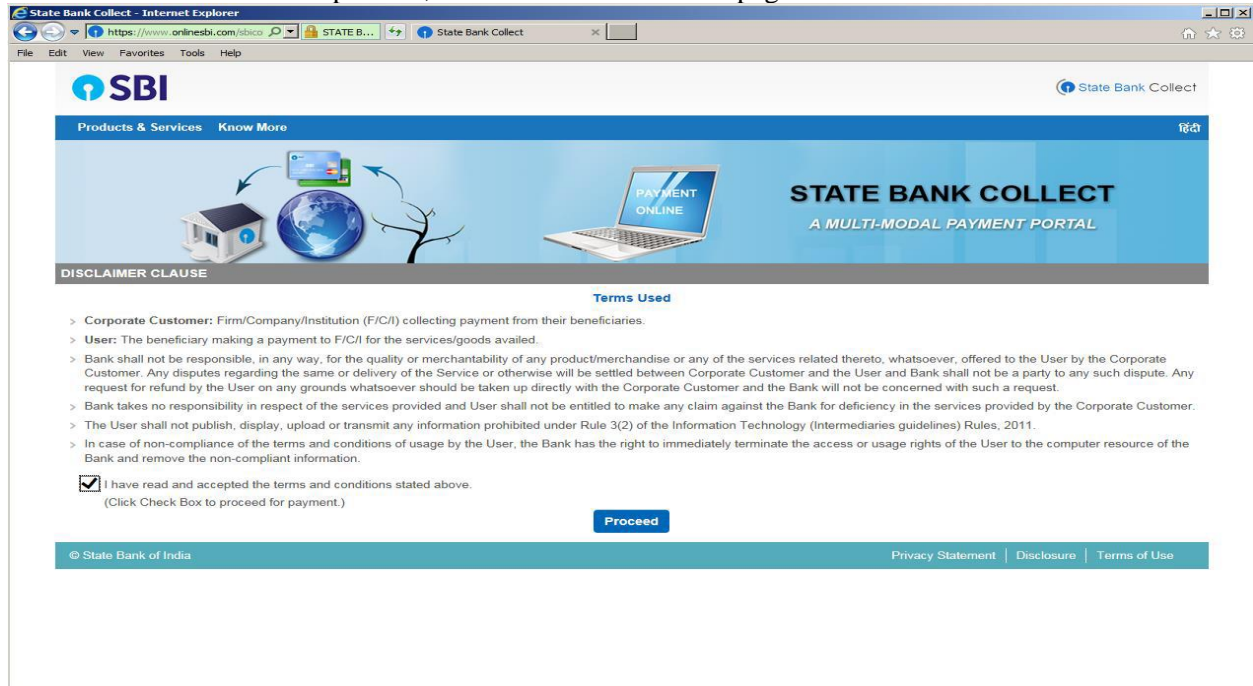 State Bank Collect - Internet Explorer
https://www.onlinesbi.com/sbico
STATE B...
State Bank Collect
File Edit View Favorites Tools Help
SBI
State Bank Collect
Products & Services Know More
हिंदी
PAYMENT
ONLINE
STATE BANK COLLECT
A MULTI-MODAL PAYMENT PORTAL
DISCLAIMER CLAUSE
Terms Used
> Corporate Customer: Firm/Company/Institution (F/C/I) collecting payment from their beneficiaries.
> User: The beneficiary making a payment to F/C/I for the services/goods availed.
> Bank shall not be responsible, in any way, for the quality or merchantability of any product/merchandise or any of the services related thereto, whatsoever, offered to the User by the Corporate
Customer. Any disputes regarding the same or delivery of the Service or otherwise will be settled between Corporate Customer and the User and Bank shall not be a party to any such dispute. Any
request for refund by the User on any grounds whatsoever should be taken up directly with the Corporate Customer and the Bank will not be concerned with such a request.
> Bank takes no responsibility in respect of the services provided and User shall not be entitled to make any claim against the Bank for deficiency in the services provided by the Corporate Customer.
> The User shall not publish, display, upload or transmit any information prohibited under Rule 3(2) of the Information Technology (Intermediaries guidelines) Rules, 2011.
> In case of non-compliance of the terms and conditions of usage by the User, the Bank has the right to immediately terminate the access or usage rights of the User to the computer resource of the
Bank and remove the non-compliant information.
I have read and accepted the terms and conditions stated above.
(Click Check Box to proceed for payment.)
Proceed
© State Bank of India
Privacy Statement | Disclosure | Terms of Use